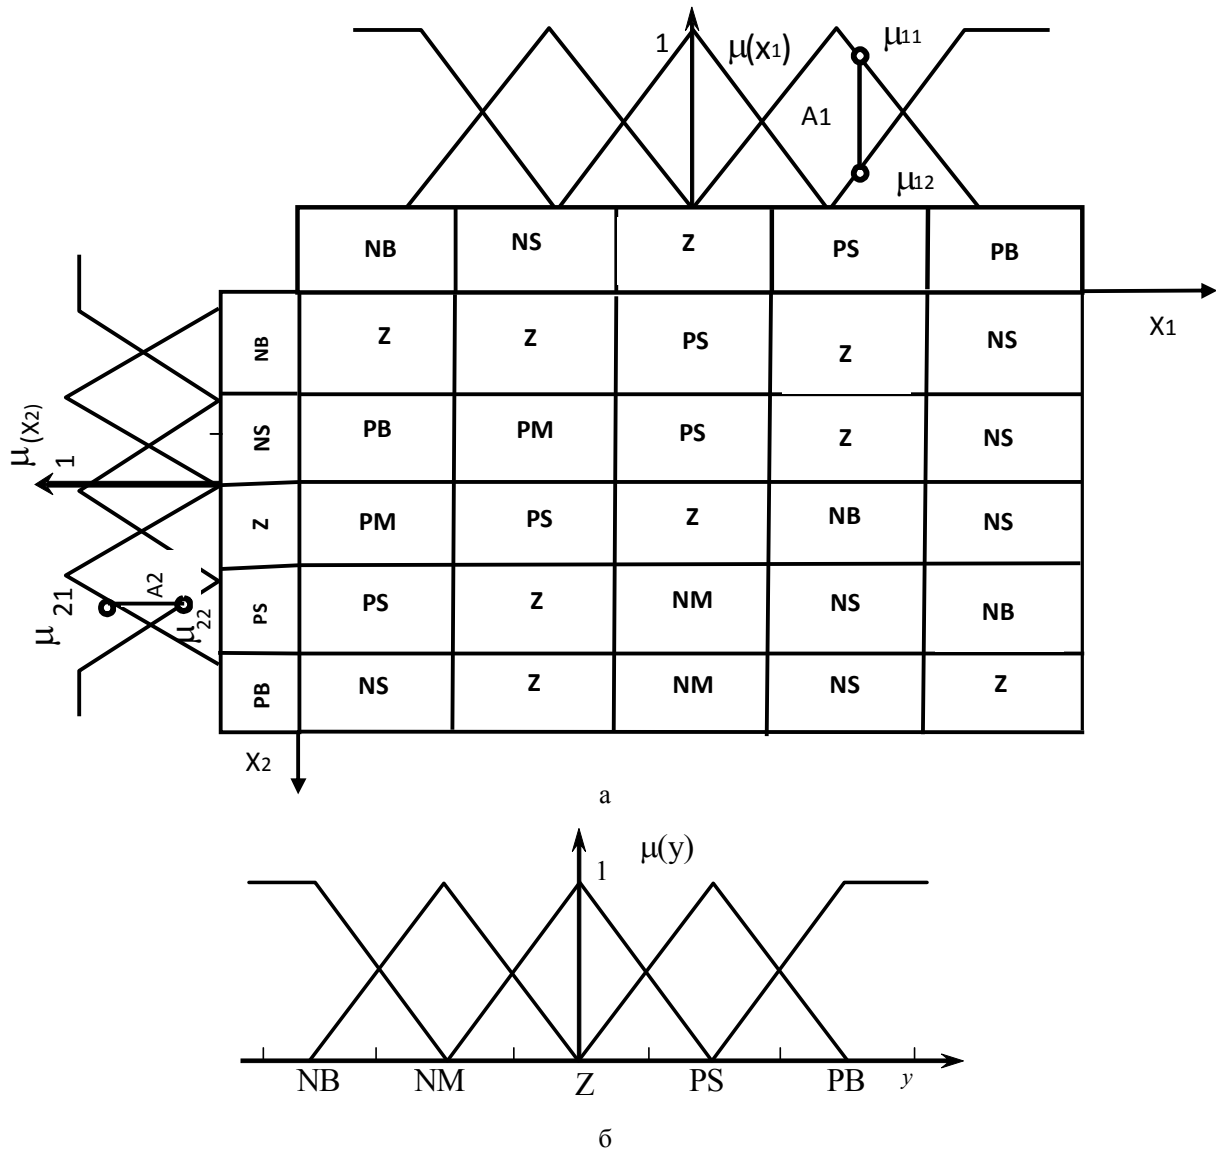 1 μ(x1) μ11
A1
μ12
NB NS Z PS PB
X1
NB Z Z PS Z NS
μ(x2)
1
NS PB PM PS Z NS
Z PM PS Z NB NS
μ21 A2 μ22
PS PS Z NM NS NB
PB NS Z NM NS Z
X2
а
1 μ(y)
NB NM Z PS PB y
б